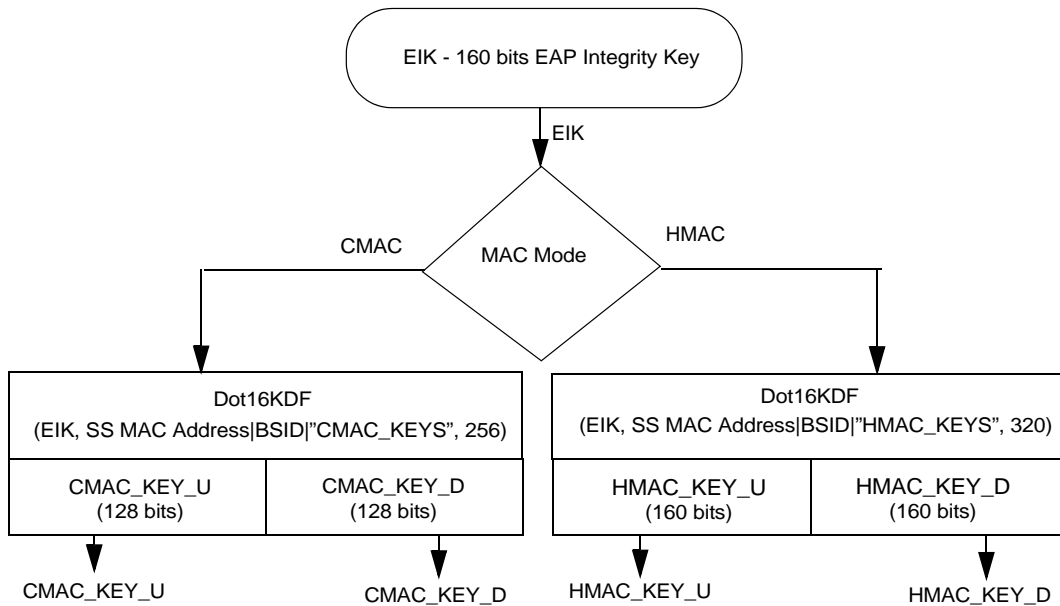 EIK - 160 bits EAP Integrity Key
EIK
CMAC
MAC Mode
HMAC
Dot16KDF
(EIK, SS MAC Address|BSID|”CMAC_KEYS”, 256)
CMAC_KEY_U
(128 bits)
CMAC_KEY_D
(128 bits)
Dot16KDF
(EIK, SS MAC Address|BSID|”HMAC_KEYS”, 320)
HMAC_KEY_U
(160 bits)
HMAC_KEY_D
(160 bits)
CMAC_KEY_U
CMAC_KEY_D
HMAC_KEY_U
HMAC_KEY_D